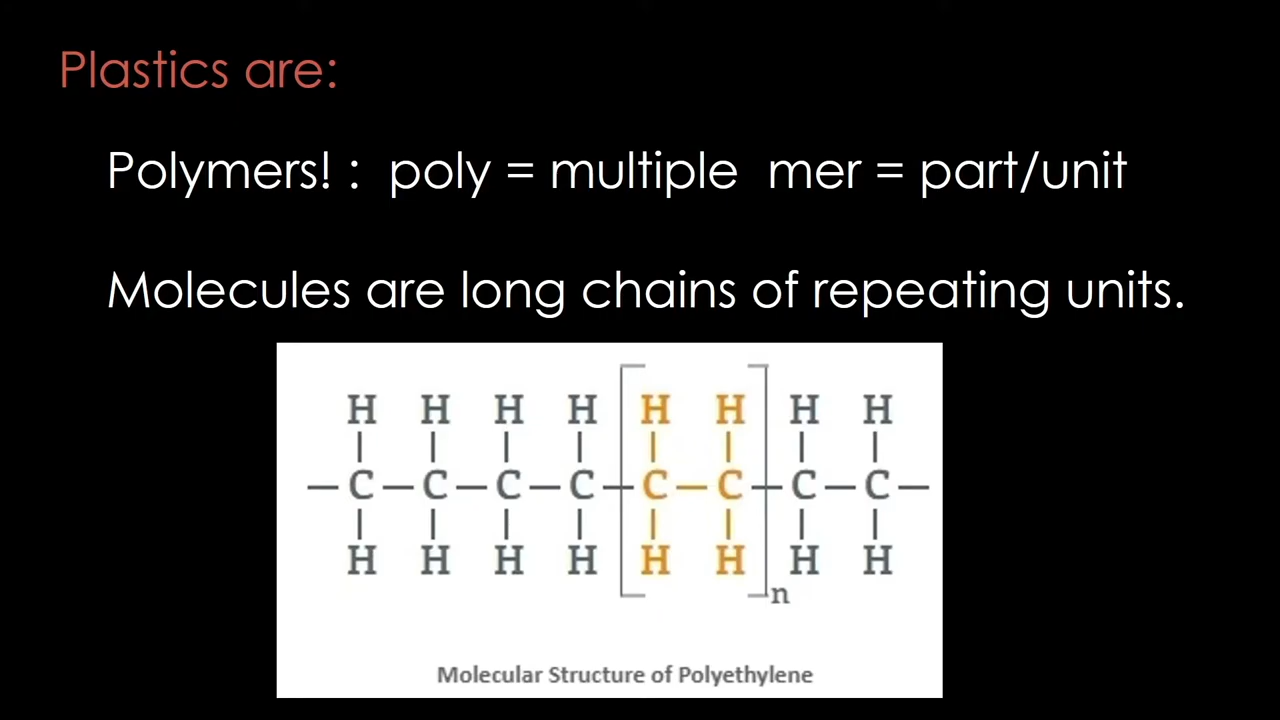 Plastics are:
Polymers! : poly = multiple mer = part/unit
Molecules are long chains of repeating units.
H H H H H H H H
C C C C C C C C
H H H H H H H H
n
Molecular Structure of Polyethylene